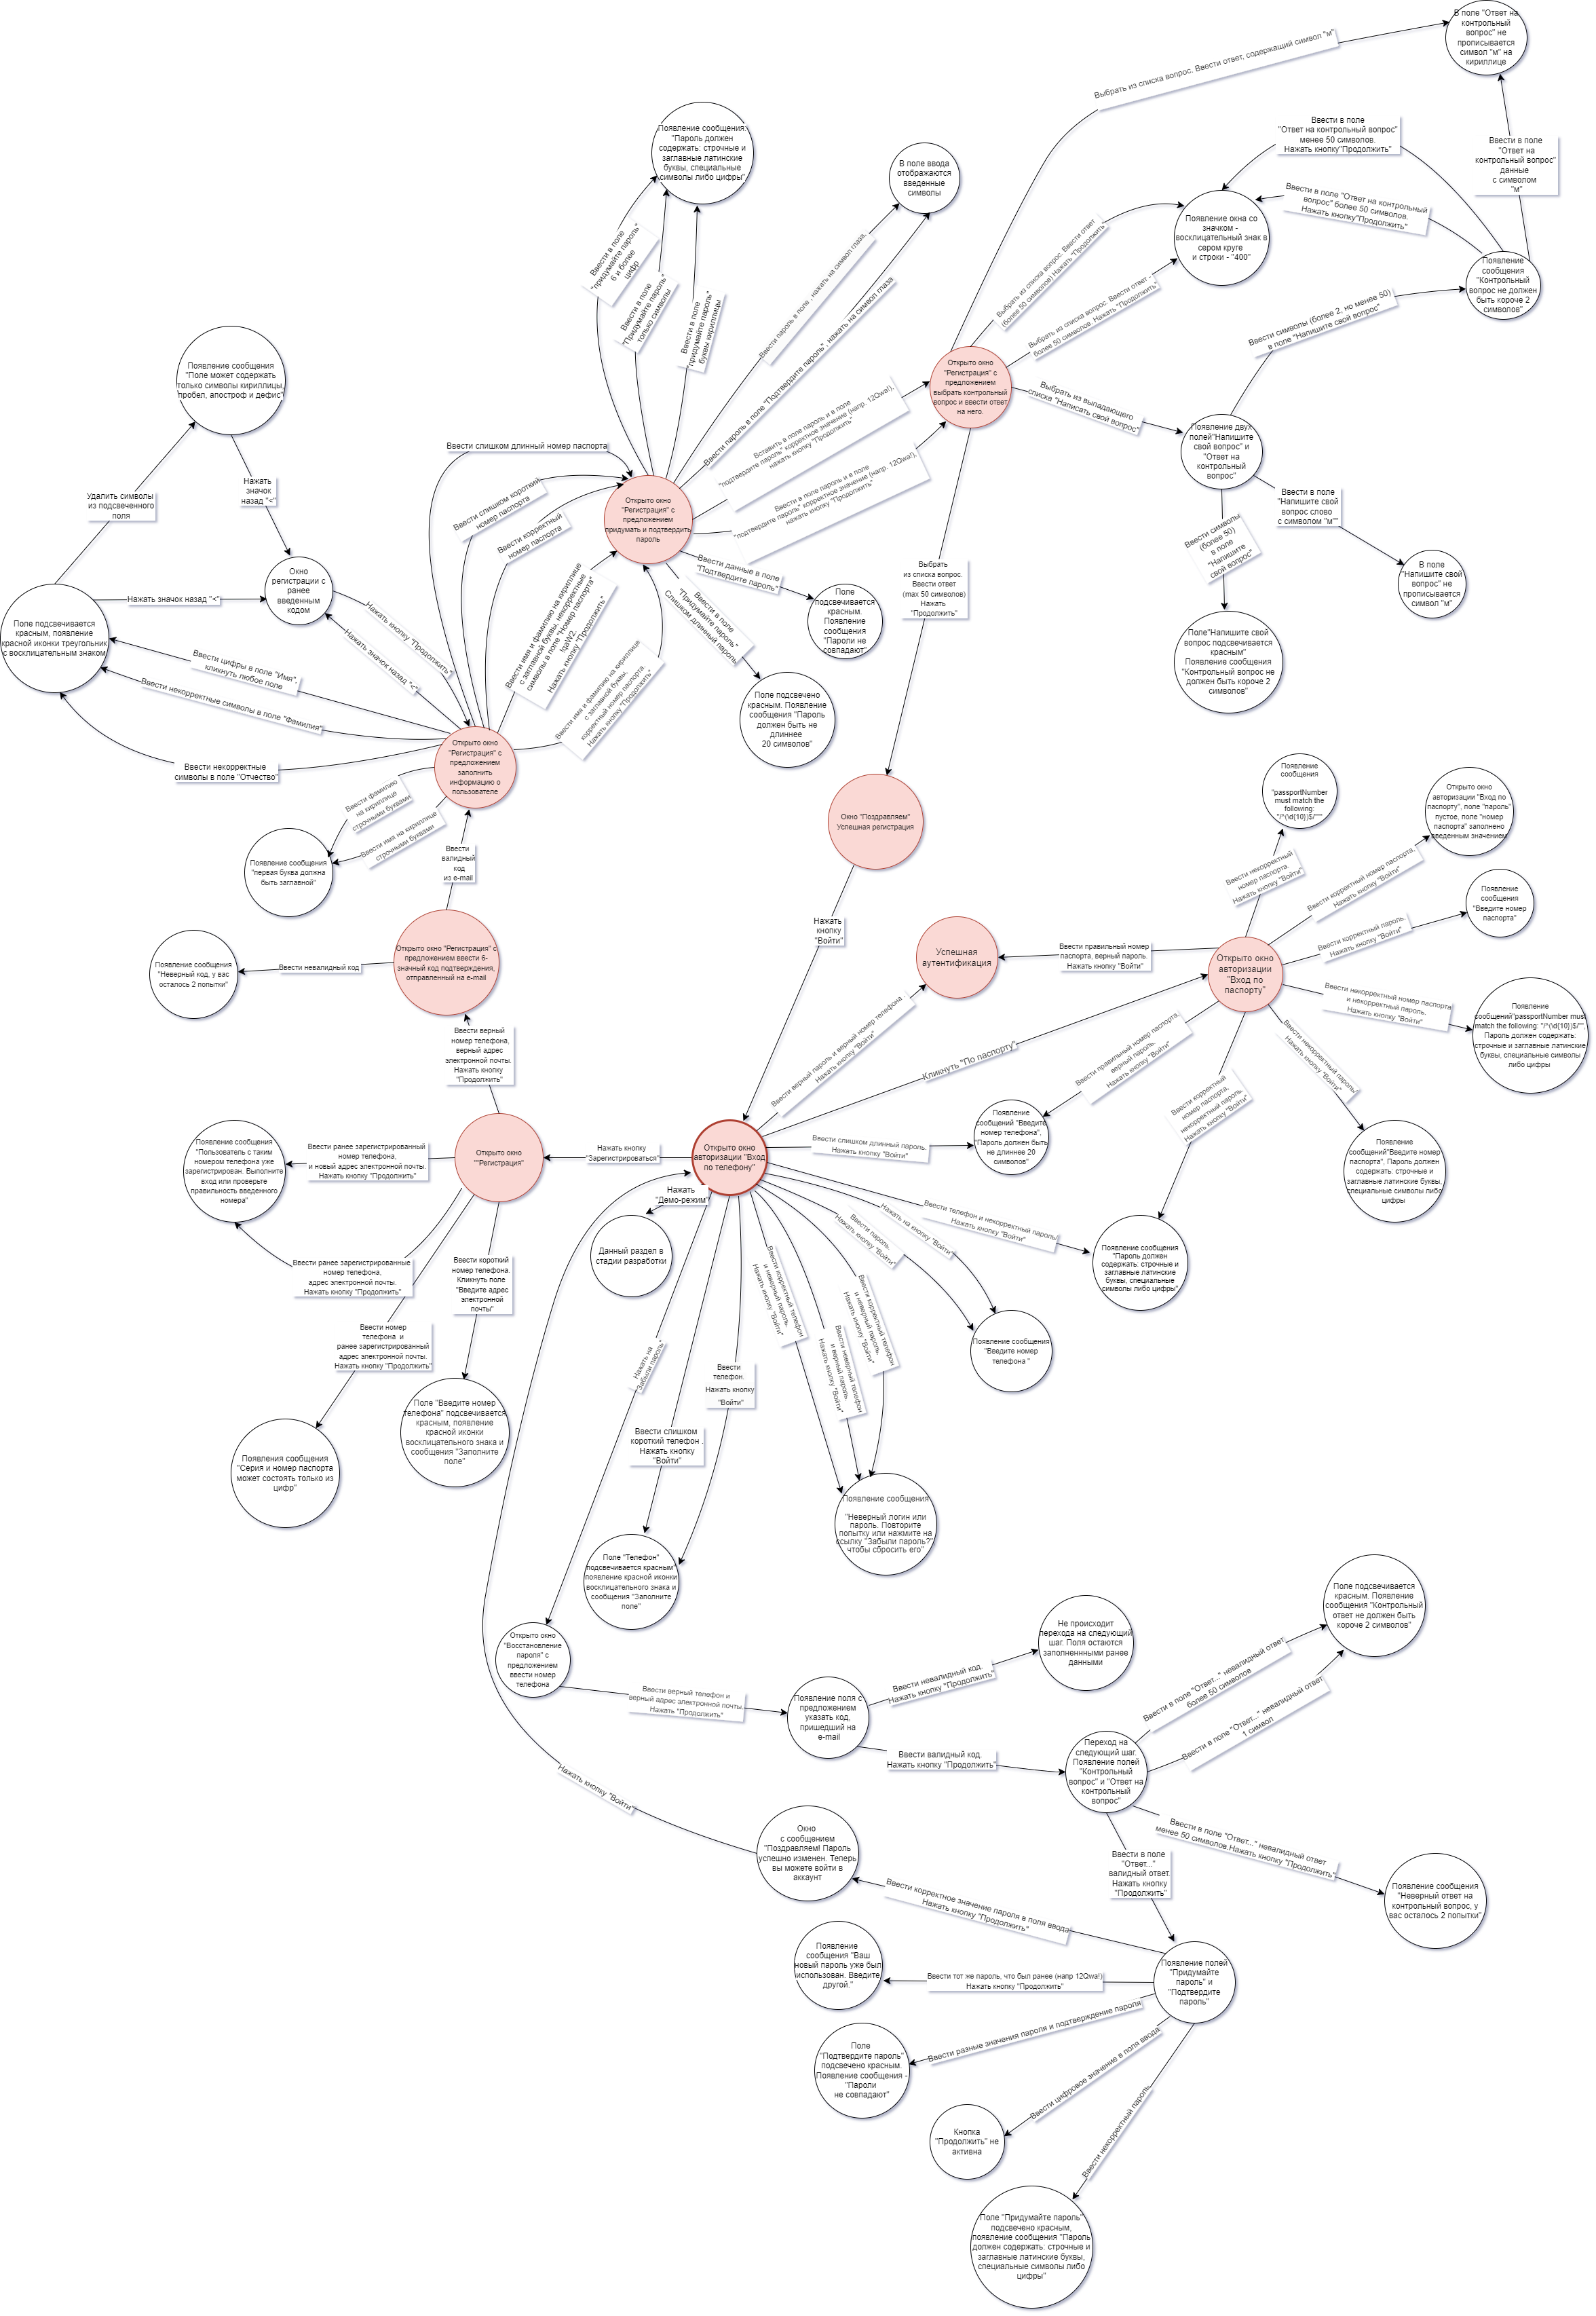 В поле "Ответ на
контрольный
вопрос" не
прописывается
символ "м" на
кириллице
Выбрать из списка вопрос. Ввести ответ, содержащий символ "м"
Появление сообщения:
"Пароль должен
содержать: строчные и
заглавные латинские
буквы, специальные
символы либо цифры"
Ввести в поле
"Ответ на контрольный вопрос"
менее 50 символов.
Нажать кнопку"Продолжить"
Ввести в поле
"Ответ на
контрольный вопрос"
данные
с символом
"м"
В поле ввода
отображаются
введенные
символы
Ввести в поле "Ответ на контрольный
вопрос" более 50 символов.
Нажать кнопку"Продолжить"
Появление окна со
значком -
восклицательный знак в
сером круге
и строки - "400"
Появление
сообщения
"Контрольный
вопрос не должен
быть короче 2
символов"
Ввести в поле
"придумайте пароль"
6 и более
цифр
Ввести в поле
"Придумайте пароль"
только символы
Ввести в поле
"придумайте пароль"
буквы кириллицы
Ввести пароль в поле , нажать на символ глаза,
Ввести пароль в поле "Подтвердите пароль", нажать на символ глаза
Выбрать из списка вопрос. Ввести ответ
(более 50 символов) Нажать "Продолжить"
Выбрать из списка вопрос. Ввести ответ -
более 50 символов. Нажать "Продолжить"
Ввести символы (более 2, но менее 50)
в поле "Напишите свой вопрос"
Появление сообщения
"Поле может содержать
только символы кириллицы,
пробел, апостроф и дефис"
Открыто окно
"Регистрация" с
предложением
выбрать контрольный
вопрос и ввести ответ
на него.
Выбрать из выпадающего
списка "Написать свой вопрос"
Появление двух
полей"Напишите
свой вопрос" и
"Ответ на
контрольный
вопрос"
Ввести слишком длинный номер паспорта
Вставить в поле пароль и в поле
"подтвердите пароль" корректное значение (напр. 12Qwa!),
нажать кнопку "Продолжить"
Ввести в поле пароль и в поле
"подтвердите пароль" корректное значение (напр. 12Qwa!),
нажать кнопку "Продолжить"
Удалить символы
из подсвеченного
поля
Нажать
значок
назад "<"
Ввести слишком короткий
номер паспорта
Ввести корректный
номер паспорта
Открыто окно
"Регистрация" с
предложением
придумать и подтвердить
пароль
Ввести в поле
"Напишите свой
вопрос слово
с символом "м""
Ввести символы
(более 50)
в поле
"Напишите
свой вопрос"
В поле
"Напишите свой
вопрос" не
прописывается
символ "м"
Окно
регистрации с
ранее
введенным
кодом
Нажать значок назад "<"
Поле подсвечивается
красным, появление
красной иконки треугольник
с восклицательным знаком
Нажать кнопку "Продолжить"
Нажать значок назад "<"
Ввести имя и фамилию на кириллице
с заглавной буквы, некорректные
символы в поле "Номер паспорта"
!qaW2.
Нажать кнопку "Продолжить"
Ввести данные в поле
"Подтвердите пароль"
Ввести в поле
"Придумайте пароль"
Слишком длинный пароль
Поле
подсвечивается
красным.
Появление
сообщения
"Пароли не
совпадают"
Выбрать
из списка вопрос.
Ввести ответ
(max 50 символов)
Нажать
"Продолжить"
Поле"Напишите свой
вопрос подсвечивается
красным"
Появление сообщения
"Контрольный вопрос не
должен быть короче 2
символов"
Ввести цифры в поле "Имя",
кликнуть любое поле
Ввести некорректные символы в поле "Фамилия"
Ввести некорректные
символы в поле "Отчество"
Ввести имя и фамилию на кириллице
с заглавной буквы,
корректный номер паспорта.
Нажать кнопку "Продолжить"
Поле подсвечено
красным. Появление
сообщения "Пароль
должен быть не
длиннее
20 символов"
Открыто окно
"Регистрация" с
предложением
заполнить
информацию о
пользователе
Ввести фамилию
на кириллице
строчными буквами
Ввести имя на кириллице
строчными буквами
Появление сообщения
"первая буква должна
быть заглавной"
Ввести
валидный
код
из e-mail
Окно "Поздравляем"
Успешная регистрация
Появление
сообщения
"passportNumber
must match the
following:
"/^(\d{10})$/""
Открыто окно
авторизации "Вход по
паспорту", поле "пароль"
пустое, поле "номер
паспорта" заполнено
введенным значением
Ввести некорректный
номер паспорта.
Нажать кнопку "Войти"
Ввести корректный номер паспорта,
Нажать кнопку "Войти"
Появление
сообщения
"Введите номер
паспорта"
Ввести корректный пароль.
Нажать кнопку "Войти"
Появление сообщения
"Неверный код, у вас
осталось 2 попытки"
Ввести невалидный код
Открыто окно "Регистрация" с
предложением ввести 6-
значный код подтверждения,
отправленный на e-mail
Нажать
кнопку
"Войти"
Успешная
аутентификация
Ввести правильный номер
паспорта, верный пароль.
Нажать кнопку "Войти"
Открыто окно
авторизации
"Вход по
паспорту"
Ввести некорректный номер паспорта
и некорректный пароль.
Нажать кнопку "Войти"
Появление
сообщений"passportNumber must
match the following: "/^(\d{10})$/"",
Пароль должен содержать:
строчные и заглавные латинские
буквы, специальные символы
либо цифры
Ввести верный
номер телефона,
верный адрес
электронной почты.
Нажать кнопку
"Продолжить"
Ввести верный пароль и верный номер телефона .
Нажать кнопку "Войти"
Кликнуть "По паспорту"
Ввести правильный номер паспорта,
верный пароль.
Нажать кнопку "Войти"
Ввести корректный
номер паспорта,
некорректный пароль.
Нажать кнопку "Войти"
Ввести некорректный пароль
Нажать кнопку "Войти"
Появление сообщения
"Пользователь с таким
номером телефона уже
зарегистрирован. Выполните
вход или проверьте
правильность введенного
номера"
Ввести ранее зарегистрированный
номер телефона,
и новый адрес электронной почты.
Нажать кнопку "Продолжить"
Открыто окно
""Регистрация"
Нажать кнопку
"Зарегистрироваться"
Открыто окно
авторизации "Вход
по телефону"
Ввести слишком длинный пароль.
Нажать кнопку "Войти"
Появление
сообщений "Введите
номер телефона",
"Пароль должен быть
не длиннее 20
символов"
Появление
сообщений"Введите номер
паспорта", Пароль должен
содержать: строчные и
заглавные латинские буквы,
специальные символы либо
цифры
Нажать
"Демо-режим"
Данный раздел в
стадии разработки
Ввести ранее зарегистрированные
номер телефона,
адрес электронной почты.
Нажать кнопку "Продолжить"
Ввести короткий
номер телефона.
Кликнуть поле
"Введите адрес
электронной
почты"
Ввести номер
телефона и
ранее зарегистрированный
адрес электронной почты.
Нажать кнопку "Продолжить"
Ввести телефон и некорректный пароль
Нажать кнопку "Войти"
Нажать на кнопку "Войти"
Ввести пароль.
Нажать кнопку "Войти"
Появление сообщения
"Пароль должен
содержать: строчные и
заглавные латинские
буквы, специальные
символы либо цифры"
Появление сообщения
"Введите номер
телефона "
Ввести корректный телефон
и неверный пароль.
Нажать кнопку "Войти"
Ввести неверный телефон
и верный пароль.
Нажать кнопку "Войти"
Ввести корректный телефон
и неверный пароль.
Нажать кнопку "Войти"
Нажать на
"Забыли пароль"
Ввести
телефон.
Нажать кнопку
"Войти"
Ввести слишком
короткий телефон .
Нажать кнопку
"Войти"
Поле "Введите номер
телефона" подсвечивается
красным, появление
красной иконки
восклицательного знака и
сообщения "Заполните
поле"
Появления сообщения
"Серия и номер паспорта
может состоять только из
цифр"
Появление сообщения
"Неверный логин или
пароль. Повторите
попытку или нажмите на
ссылку "Забыли пароль?",
чтобы сбросить его"
Поле "Телефон"
подсвечивается красным"
появление красной иконки
восклицательного знака и
сообщения "Заполните
поле"
Открыто окно
"Восстановление
пароля" с
предложением
ввести номер
телефона
Ввести верный телефон и
верный адрес электронной почты.
Нажать "Продолжить"
Появление поля с
предложением
указать код,
пришедший на
e-mail
Ввести невалидный код.
Нажать кнопку "Продолжить"
Не происходит
перехода на следующий
шаг. Поля остаются
заполненнными ранее
данными
Поле подсвечивается
красным. Появление
сообщения "Контрольный
ответ не должен быть
короче 2 символов"
Ввести в поле "Ответ..." невалидный ответ
более 50 символов
Ввести в поле "Ответ..." невалидный ответ
1 символ
Ввести валидный код.
Нажать кнопку "Продолжить"
Переход на
следующий шаг.
Появление полей
"Контрольный
вопрос" и "Ответ на
контрольный
вопрос"
Нажать кнопку "Войти"
Окно
с сообщением
"Поздравляем! Пароль
успешно изменен. Теперь
вы можете войти в
аккаунт
Ввести в поле
"Ответ..."
валидный ответ.
Нажать кнопку
"Продолжить"
Ввести в поле "Ответ..." невалидный ответ
менее 50 символов.Нажать кнопку "Продолжить"
Появление сообщения
"Неверный ответ на
контрольный вопрос, у
вас осталось 2 попытки"
Ввести корректное значение пароля в поля ввода
Нажать кнопку "Продолжить"
Появление
сообщения "Ваш
новый пароль уже был
использован. Введите
другой."
Ввести тот же пароль, что был ранее (напр 12Qwa!)
Нажать кнопку "Продолжить"
Появление полей
"Придумайте
пароль" и
"Подтвердите
пароль"
Ввести разные значения пароля и подтверждение пароля
Поле
"Подтвердите пароль"
подсвечено красным.
Появление сообщения -
"Пароли
не совпадают"
Ввести цифровое значение в поля ввода
Ввести некорректный пароль
Кнопка
"Продолжить" не
активна
Поле "Придумайте пароль"
подсвечено красным,
появление сообщения "Пароль
должен содержать: строчные и
заглавные латинские буквы,
специальные символы либо
цифры"